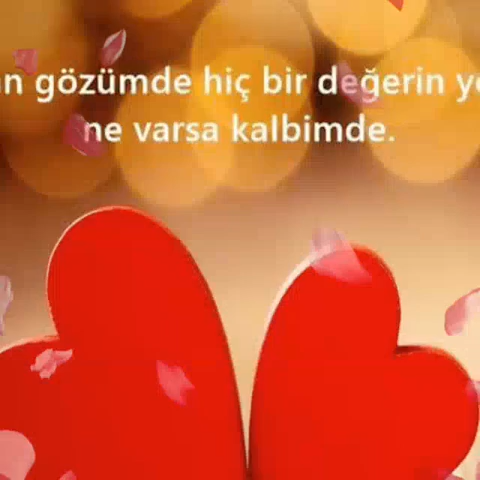 gözümde hiç bir değerin
ne varsa kalbimde.